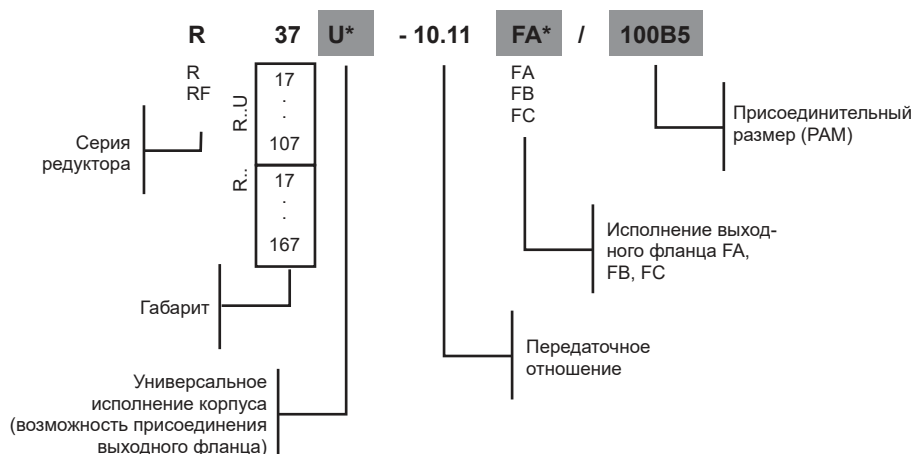 R 37 U* - 10.11 FA* / 100B5
R
RF
R..U
17
.
.
107
R..
17
.
.
167
FA
FB
FC
Присоединительный
размер (PAM)
Серия
редуктора
Исполнение выход-
ного фланца FA,
FB, FC
Габарит
Передаточное
отношение
Универсальное
исполнение корпуса
(возможность присоединения
выходного фланца)